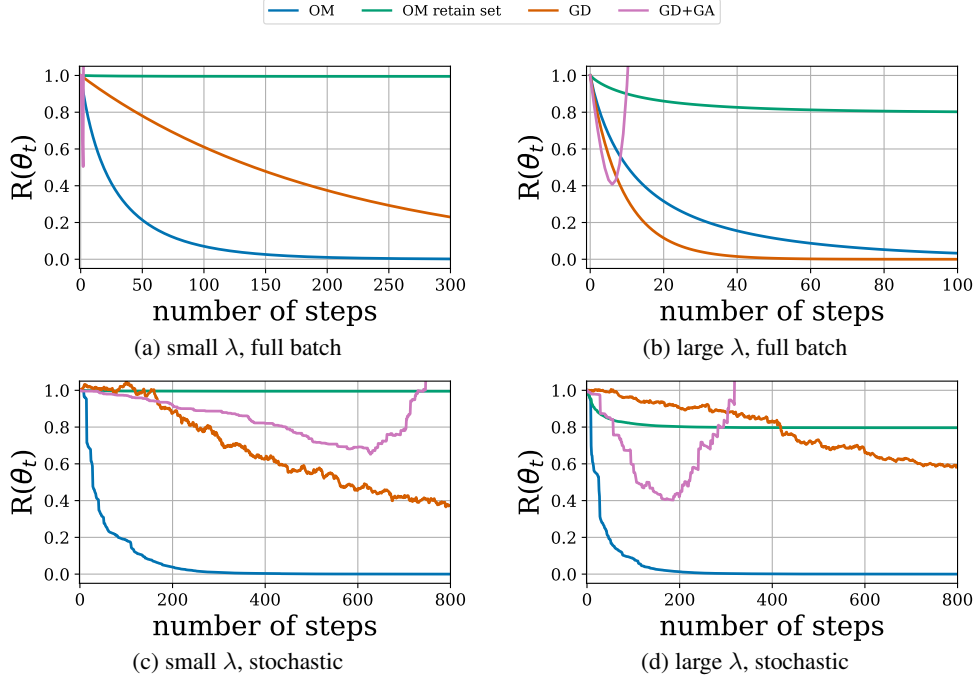 OM OM retain set GD GD+GA
1.0 0.8 0.6 0.4 0.2 0.0
R(θt)
0 50 100 150 200 250 300
number of steps
(a) small λ, full batch
1.0 0.8 0.6 0.4 0.2 0.0
R(θt)
0 20 40 60 80 100
number of steps
(b) large λ, full batch
1.0 0.8 0.6 0.4 0.2 0.0
R(θt)
0 200 400 600 800
number of steps
(c) small λ, stochastic
1.0 0.8 0.6 0.4 0.2 0.0
R(θt)
0 200 400 600 800
number of steps
(d) large λ, stochastic